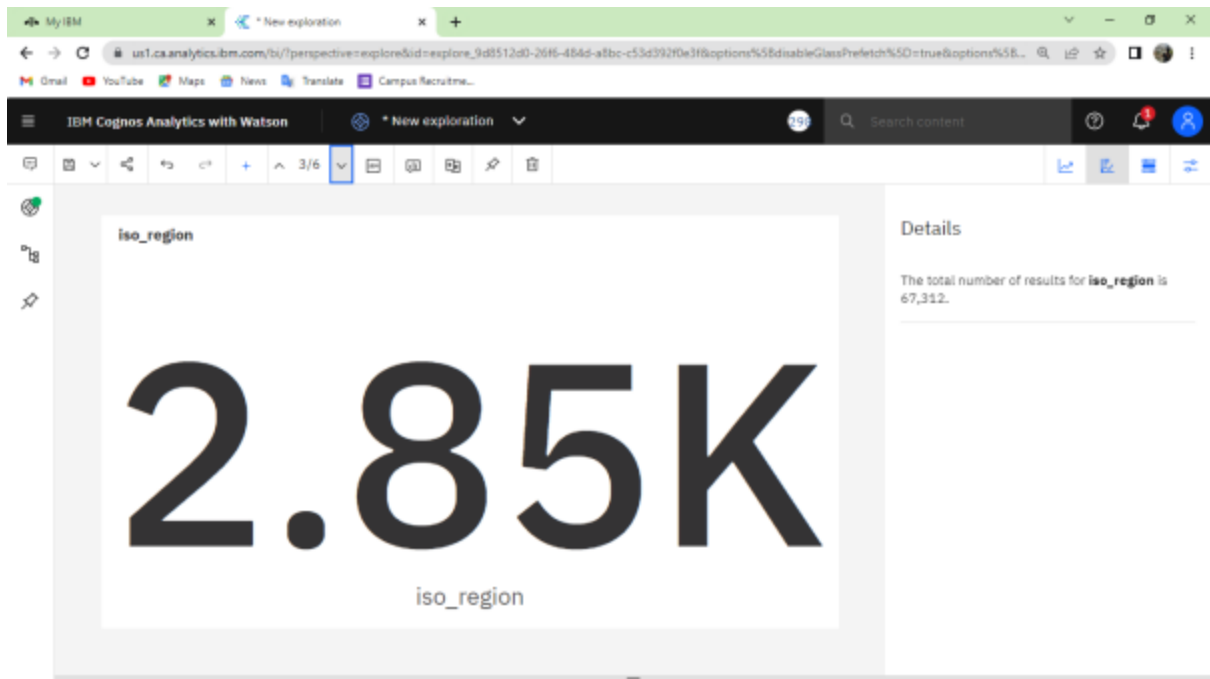 My IBM
* New exploration
us1.ca.analytics.ibm.com/bi/?perspective=explore&id=explore_9d8512d0-26f6-484d-a8bc-c53d392f0e3f&options%5BdisableGlassPrefetch%5D=true&options%5B...
Gmail YouTube Maps News Translate Campus Recruitme...
IBM Cognos Analytics with Watson * New exploration Search content 1
3/6
iso_region
2.85K
iso_region
Details
The total number of results for iso_region is
67,312.